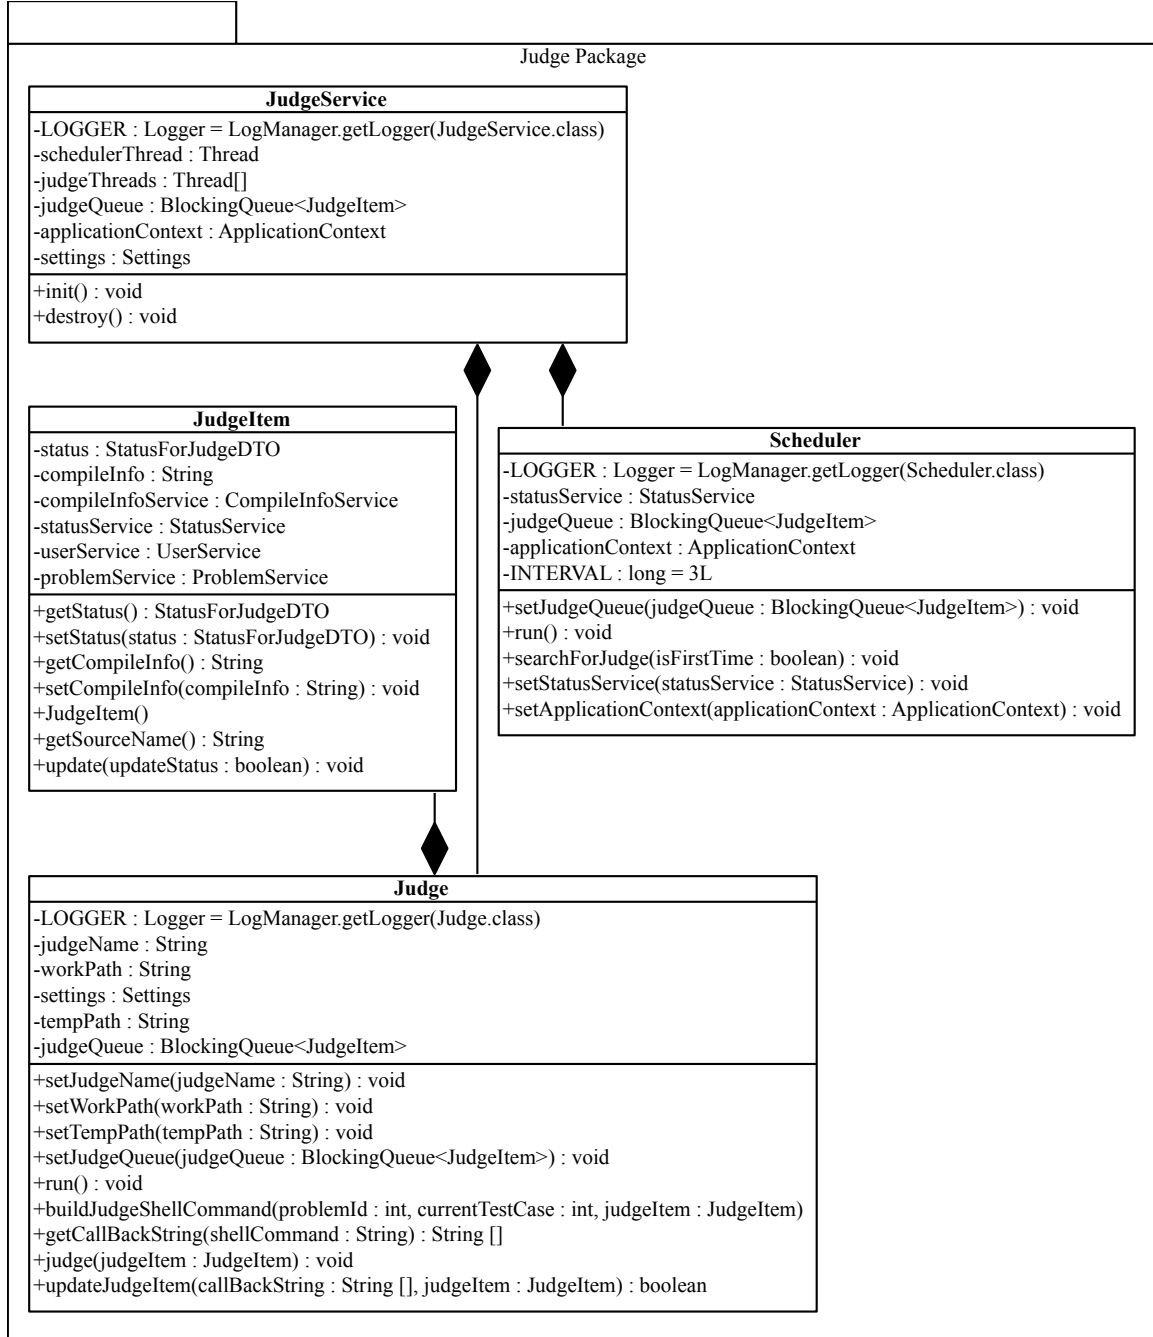 Judge Package
JudgeService
-LOGGER : Logger = LogManager.getLogger(JudgeService.class)
-schedulerThread : Thread
-judgeThreads : Thread[]
-judgeQueue : BlockingQueue<JudgeItem>
-applicationContext : ApplicationContext
-settings : Settings
+init() : void
+destroy() : void
JudgeItem
-status : StatusForJudgeDTO
-compileInfo : String
-compileInfoService : CompileInfoService
-statusService : StatusService
-userService : UserService
-problemService : ProblemService
+getStatus() : StatusForJudgeDTO
+setStatus(status : StatusForJudgeDTO) : void
+getCompileInfo() : String
+setCompileInfo(compileInfo : String) : void
+JudgeItem()
+getSourceName() : String
+update(updateStatus : boolean) : void
Scheduler
-LOGGER : Logger = LogManager.getLogger(Scheduler.class)
-statusService : StatusService
-judgeQueue : BlockingQueue<JudgeItem>
-applicationContext : ApplicationContext
-INTERVAL : long = 3L
+setJudgeQueue(judgeQueue : BlockingQueue<JudgeItem>) : void
+run() : void
+searchForJudge(isFirstTime : boolean) : void
+setStatusService(statusService : StatusService) : void
+setApplicationContext(applicationContext : ApplicationContext) : void
Judge
-LOGGER : Logger = LogManager.getLogger(Judge.class)
-judgeName : String
-workPath : String
-settings : Settings
-tempPath : String
-judgeQueue : BlockingQueue<JudgeItem>
+setJudgeName(judgeName : String) : void
+setWorkPath(workPath : String) : void
+setTempPath(tempPath : String) : void
+setJudgeQueue(judgeQueue : BlockingQueue<JudgeItem>) : void
+run() : void
+buildJudgeShellCommand(problemId : int, currentTestCase : int, judgeItem : JudgeItem)
+getCallBackString(shellCommand : String) : String []
+judge(judgeItem : JudgeItem) : void
+updateJudgeItem(callBackString : String [], judgeItem : JudgeItem) : boolean